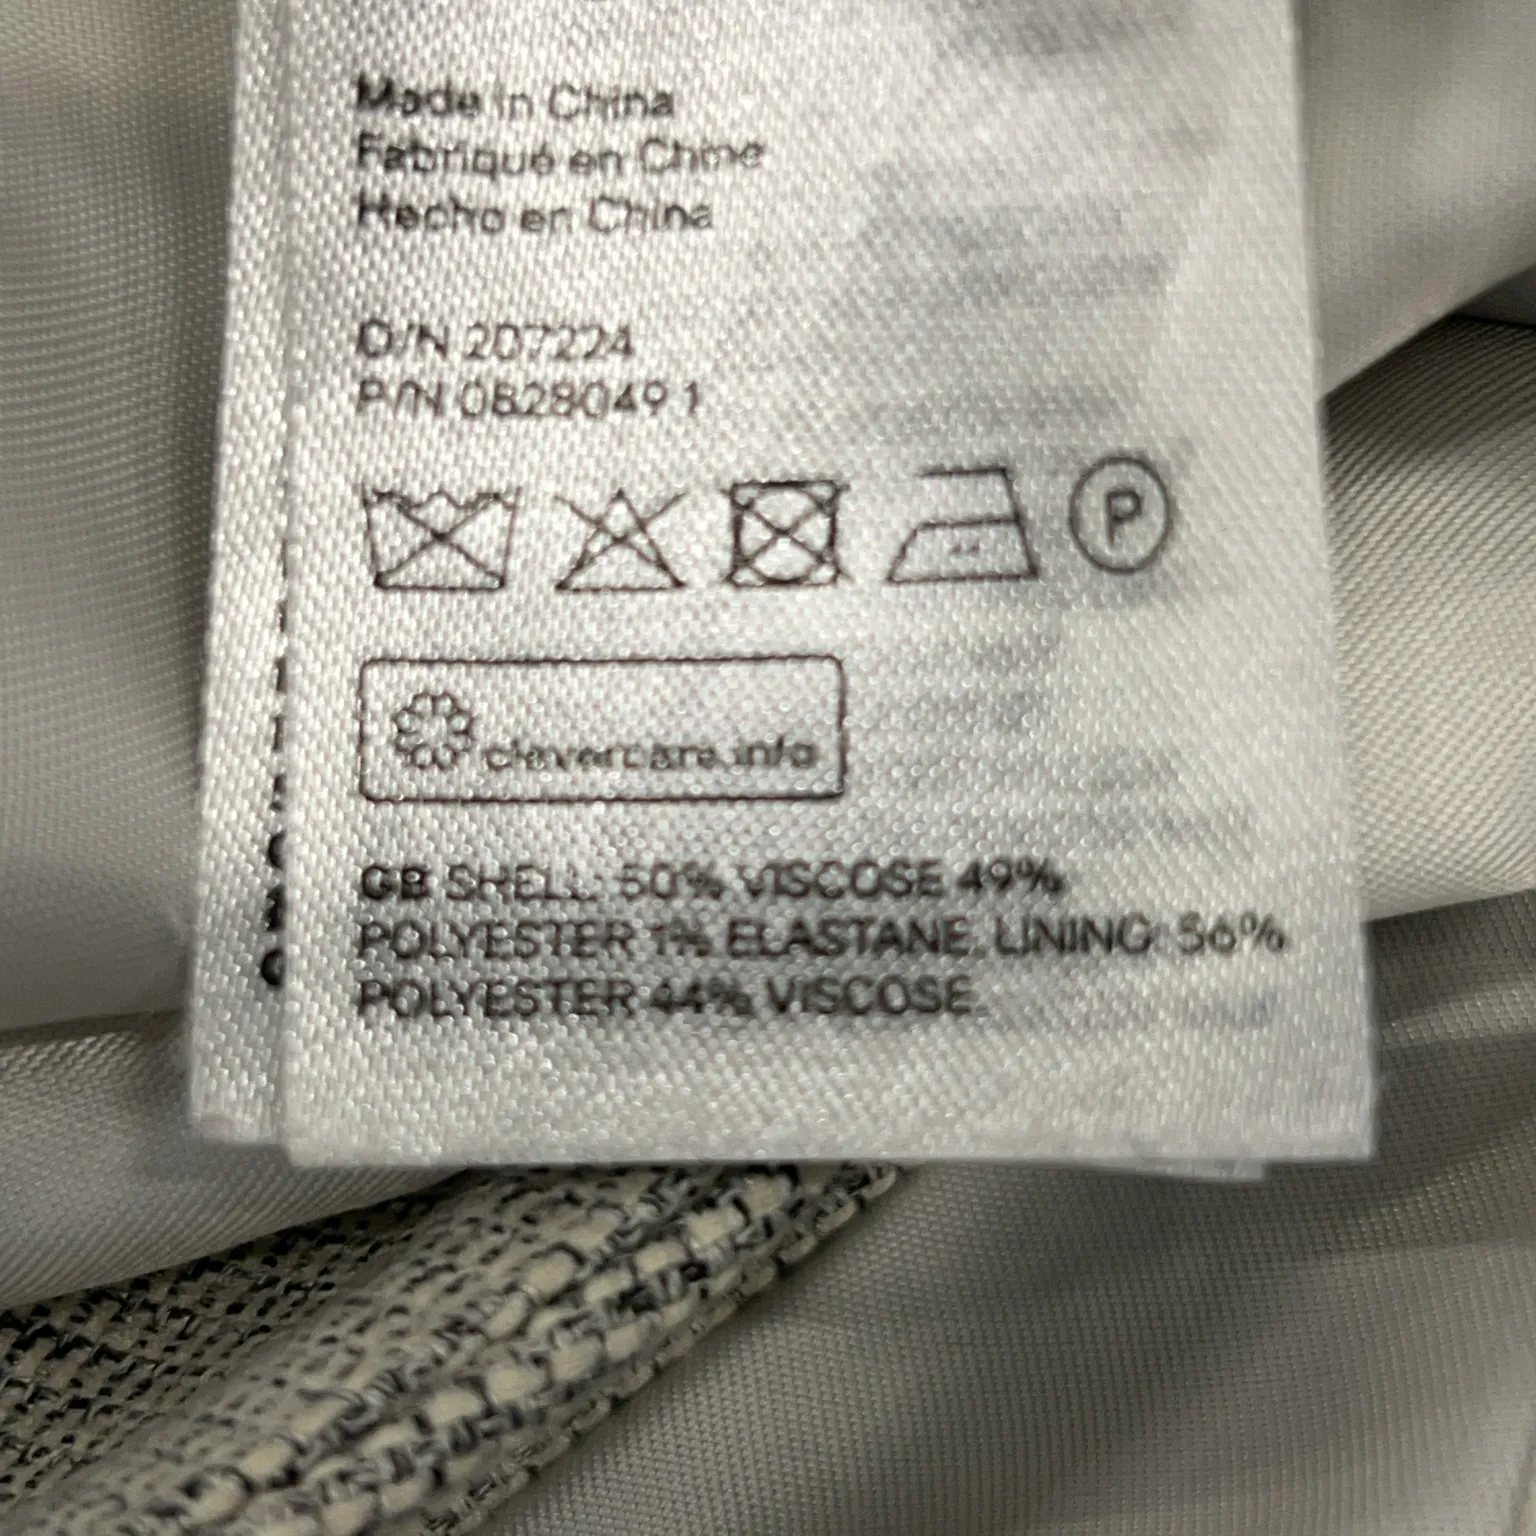 Made in China
Fabriqué en Chine
Hecho en China
O/N 207224
P/N 0828049 1
P
clevercare.info
GB SHELL: 50% VISCOSE 49%
POLYESTER 1% ELASTANE. LINING: 56%
POLYESTER 44% VISCOSE.